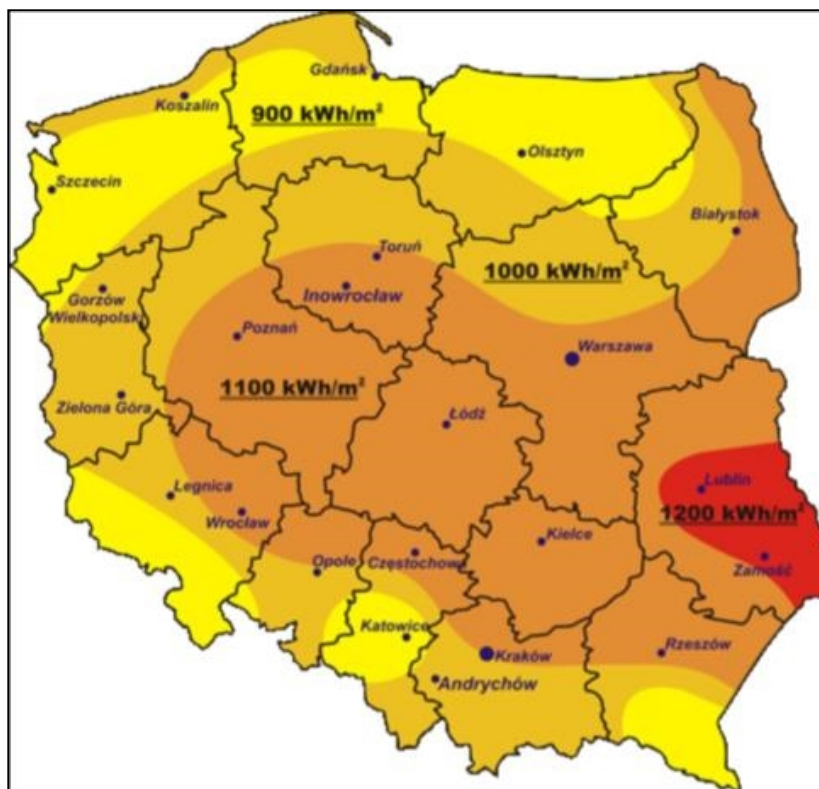 Gdańsk
Koszalin
900 kWh/m²
Olsztyn
Szczecin
Białystok
Toruń
1000 kWh/m²
Inowrocław
Gorzów
Wielkopolski
Poznań
Warszawa
1100 kWh/m²
Zielona Góra
Łódź
Legnica
Lublin
Wrocław
1200 kWh/m²
Kielce
Opole
Częstochowa
Zamość
Katowice
Kraków
Rzeszów
Andrychów